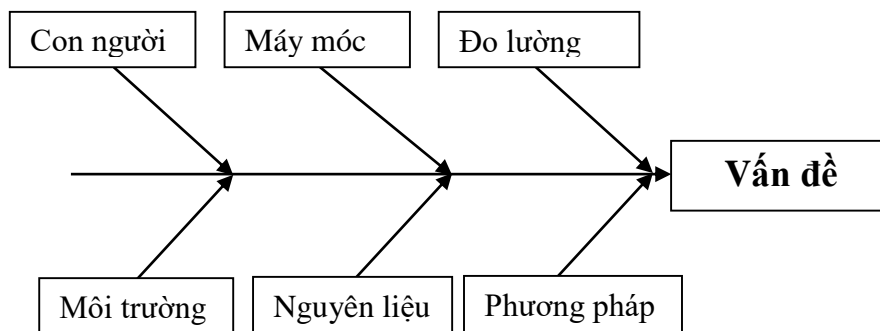 Con người
Máy móc
Đo lường
Vấn đề
Môi trường
Nguyên liệu
Phương pháp